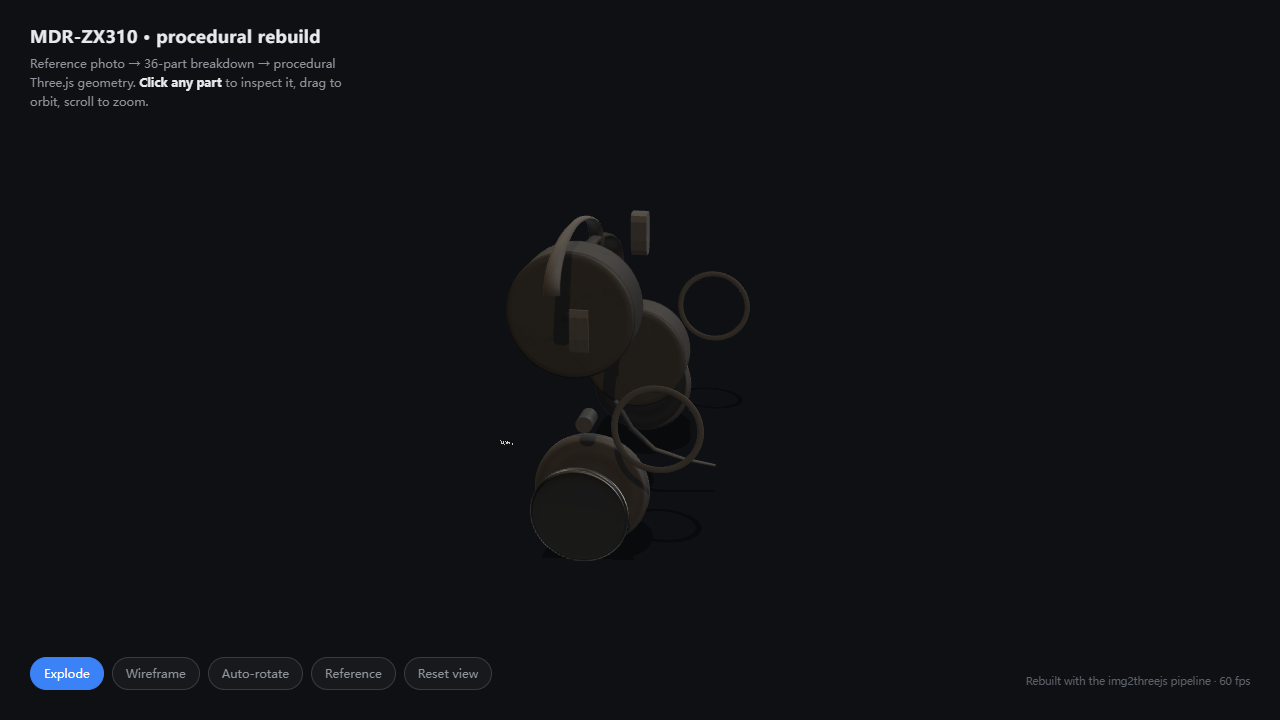 MDR-ZX310 • procedural rebuild
Reference photo → 36-part breakdown → procedural
Three.js geometry. Click any part to inspect it, drag to
orbit, scroll to zoom.
Explode
Wireframe
Auto-rotate
Reference
Reset view
Rebuilt with the img2threejs pipeline · 60 fps